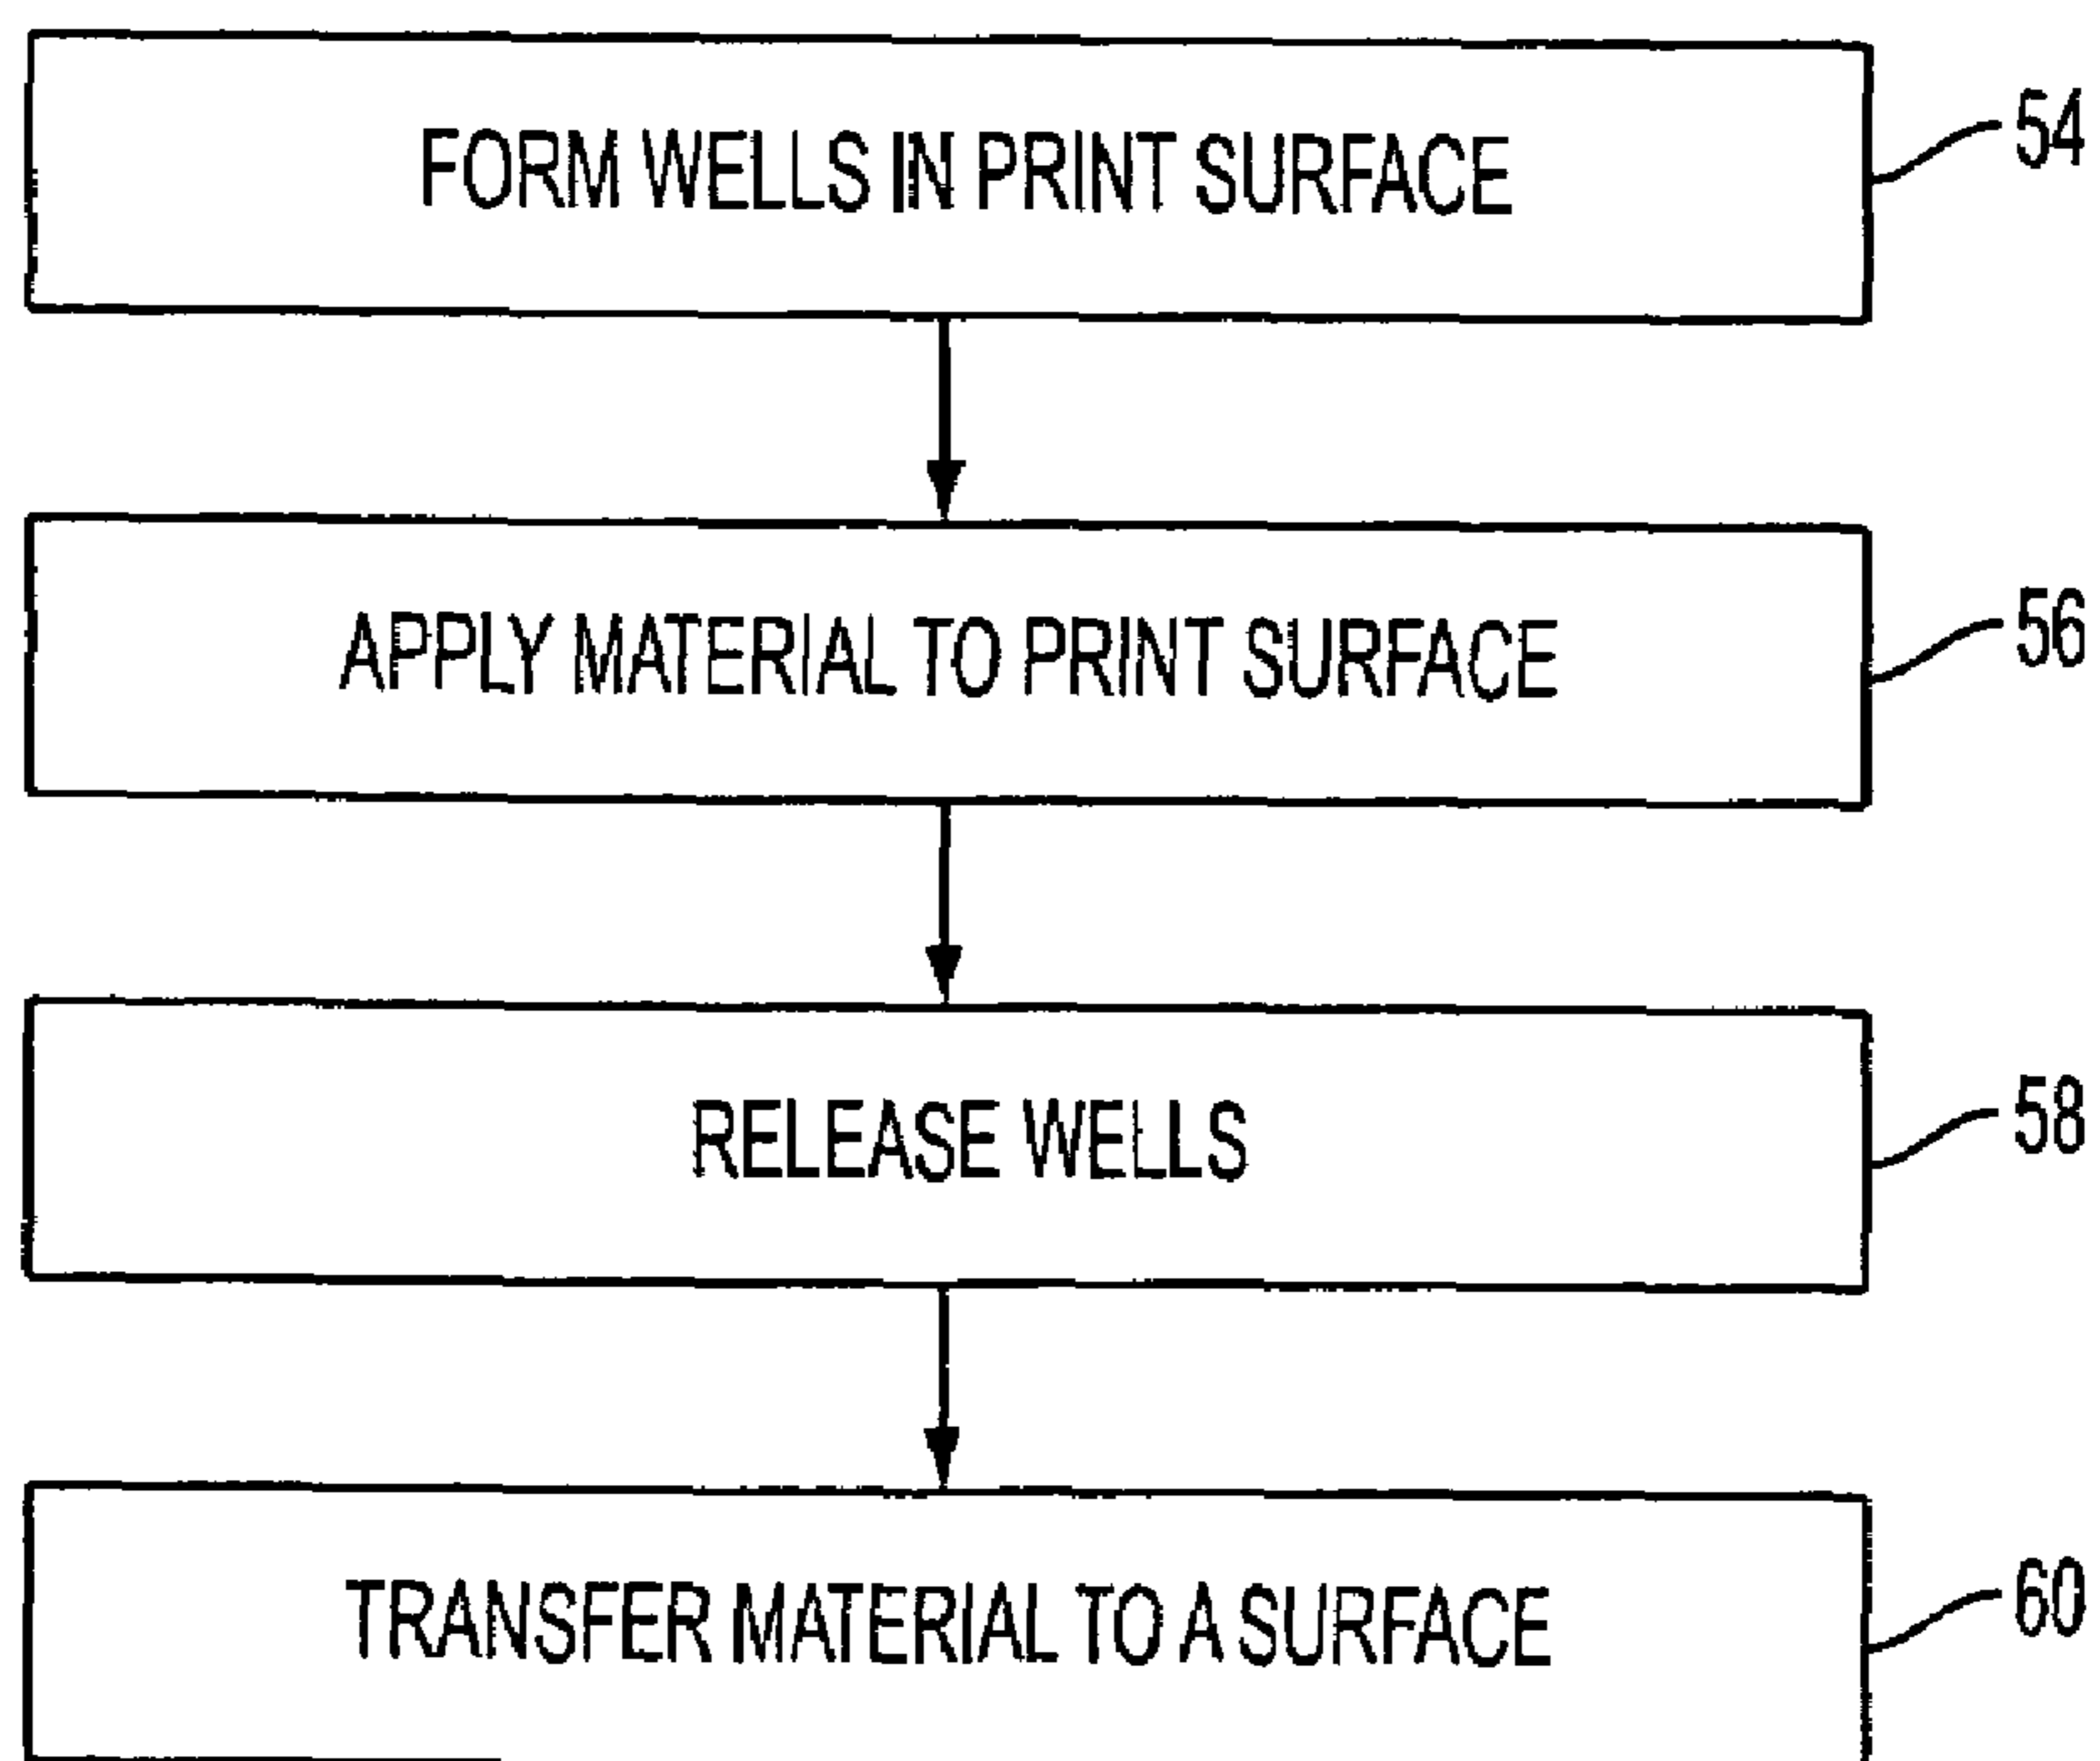 FORM WELLS IN PRINT SURFACE
54
APPLY MATERIAL TO PRINT SURFACE
56
RELEASE WELLS
58
TRANSFER MATERIAL TO A SURFACE
60